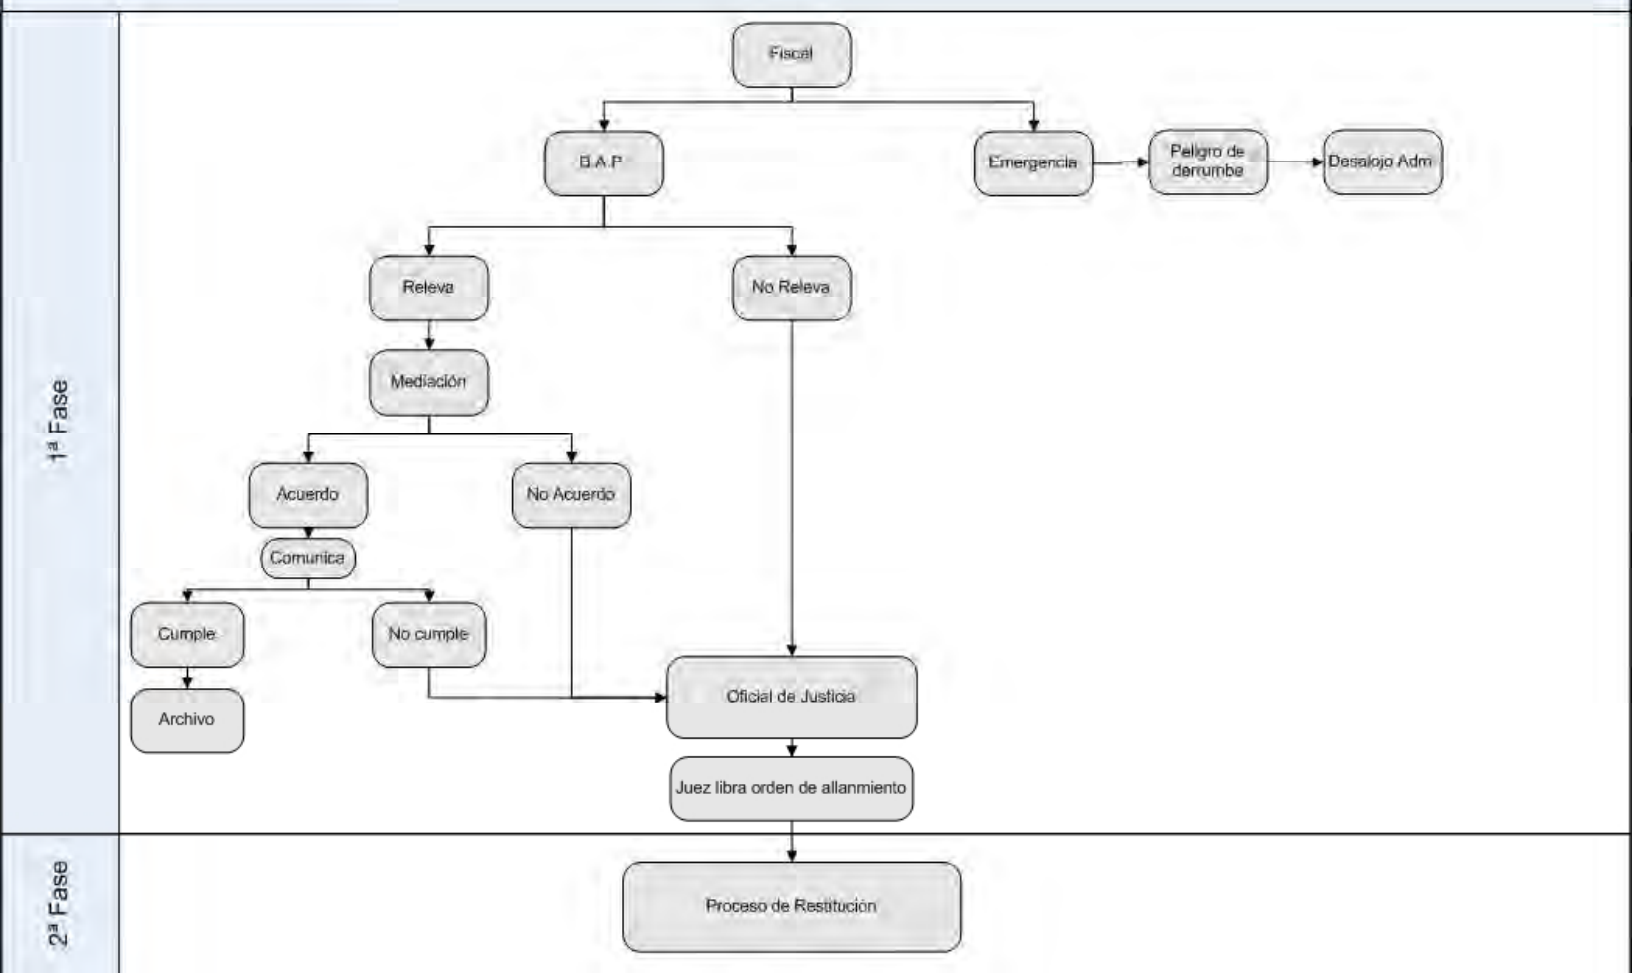 1ª Fase
Fiscal
B.A.P
Emergencia
Peligro de
derrumbe
Desalojo Adm
Releva
No Releva
Mediación
Acuerdo
No Acuerdo
Comunica
Cumple
No cumple
Archivo
Oficial de Justicia
Juez libra orden de allanmiento
2ª Fase
Proceso de Restitución